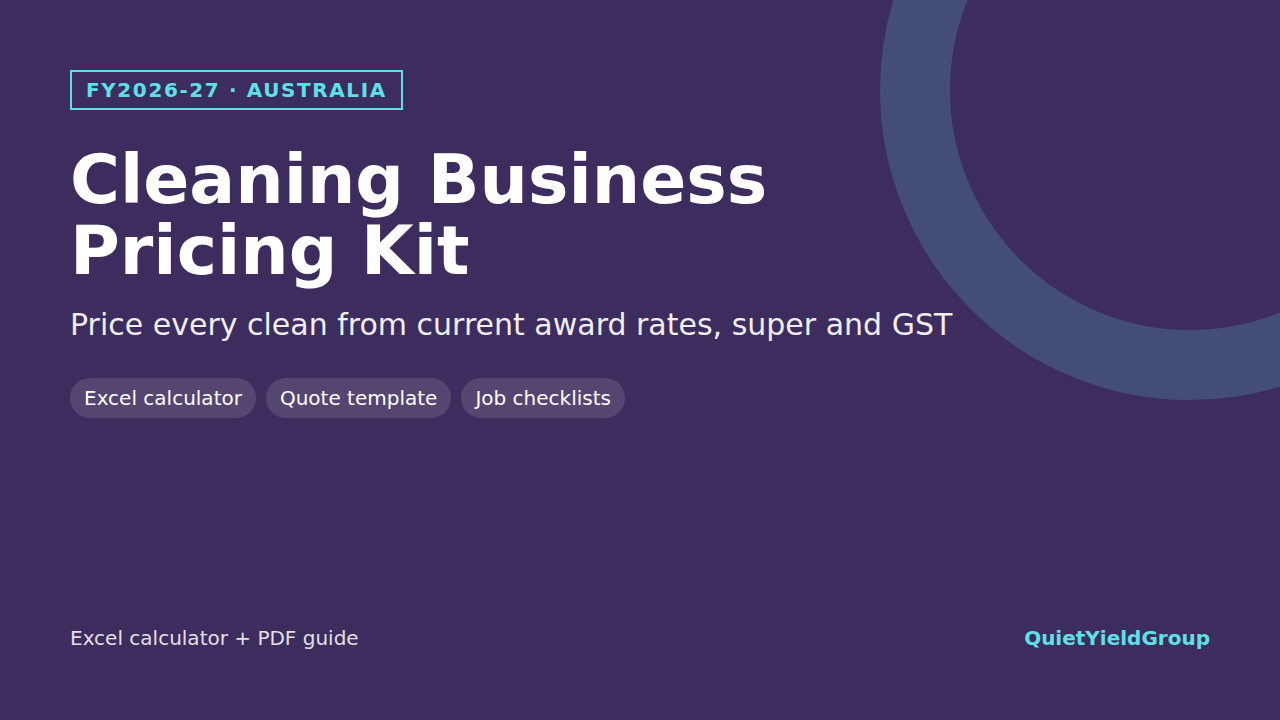 FY2026-27 · AUSTRALIA
Cleaning Business
Pricing Kit
Price every clean from current award rates, super and GST
Excel calculator
Quote template
Job checklists
Excel calculator + PDF guide
QuietYieldGroup